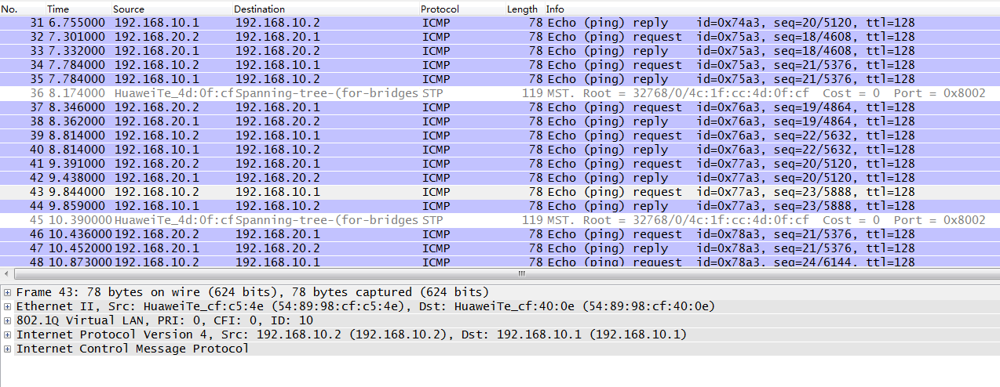 No. Time Source Destination Protocol Length Info
31 6.755000 192.168.10.1 192.168.10.2 ICMP 78 Echo (ping) reply id=0x74a3, seq=20/5120, ttl=128
32 7.301000 192.168.20.2 192.168.20.1 ICMP 78 Echo (ping) request id=0x75a3, seq=18/4608, ttl=128
33 7.332000 192.168.20.1 192.168.20.2 ICMP 78 Echo (ping) reply id=0x75a3, seq=18/4608, ttl=128
34 7.784000 192.168.10.2 192.168.10.1 ICMP 78 Echo (ping) request id=0x75a3, seq=21/5376, ttl=128
35 7.784000 192.168.10.1 192.168.10.2 ICMP 78 Echo (ping) reply id=0x75a3, seq=21/5376, ttl=128
36 8.174000 HuaweiTe_4d:0f:cf Spanning-tree-(for-bridges STP 119 MST. Root = 32768/0/4c:1f:cc:4d:0f:cf Cost = 0 Port = 0x8002
37 8.346000 192.168.20.2 192.168.20.1 ICMP 78 Echo (ping) request id=0x76a3, seq=19/4864, ttl=128
38 8.362000 192.168.20.1 192.168.20.2 ICMP 78 Echo (ping) reply id=0x76a3, seq=19/4864, ttl=128
39 8.814000 192.168.10.2 192.168.10.1 ICMP 78 Echo (ping) request id=0x76a3, seq=22/5632, ttl=128
40 8.814000 192.168.10.1 192.168.10.2 ICMP 78 Echo (ping) reply id=0x76a3, seq=22/5632, ttl=128
41 9.391000 192.168.20.2 192.168.20.1 ICMP 78 Echo (ping) request id=0x77a3, seq=20/5120, ttl=128
42 9.438000 192.168.20.1 192.168.20.2 ICMP 78 Echo (ping) reply id=0x77a3, seq=20/5120, ttl=128
43 9.844000 192.168.10.2 192.168.10.1 ICMP 78 Echo (ping) request id=0x77a3, seq=23/5888, ttl=128
44 9.859000 192.168.10.1 192.168.10.2 ICMP 78 Echo (ping) reply id=0x77a3, seq=23/5888, ttl=128
45 10.390000 HuaweiTe_4d:0f:cf Spanning-tree-(for-bridges STP 119 MST. Root = 32768/0/4c:1f:cc:4d:0f:cf Cost = 0 Port = 0x8002
46 10.436000 192.168.20.2 192.168.20.1 ICMP 78 Echo (ping) request id=0x78a3, seq=21/5376, ttl=128
47 10.452000 192.168.20.1 192.168.20.2 ICMP 78 Echo (ping) reply id=0x78a3, seq=21/5376, ttl=128
48 10.873000 192.168.10.2 192.168.10.1 ICMP 78 Echo (ping) request id=0x78a3, seq=24/6144, ttl=128
Frame 43: 78 bytes on wire (624 bits), 78 bytes captured (624 bits)
Ethernet II, Src: HuaweiTe_cf:c5:4e (54:89:98:cf:c5:4e), Dst: HuaweiTe_cf:40:0e (54:89:98:cf:40:0e)
802.1Q Virtual LAN, PRI: 0, CFI: 0, ID: 10
Internet Protocol Version 4, Src: 192.168.10.2 (192.168.10.2), Dst: 192.168.10.1 (192.168.10.1)
Internet Control Message Protocol